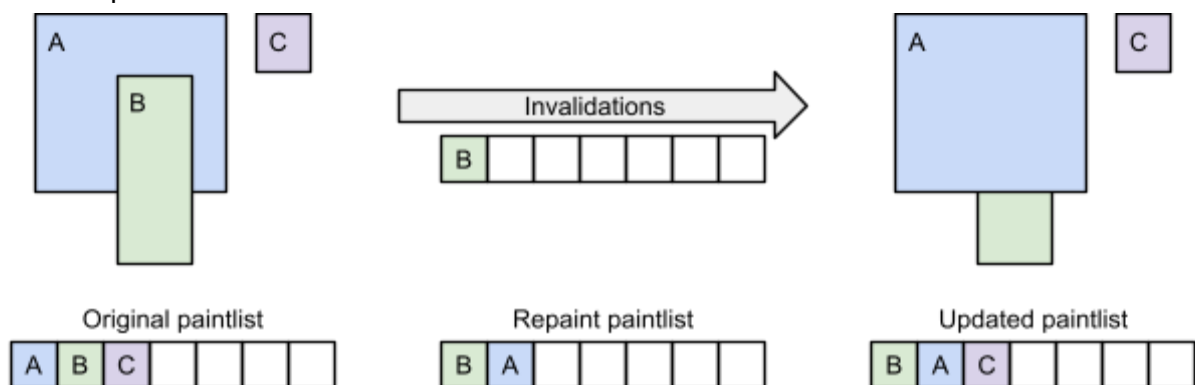 A
C
B
Invalidations
B
A
C
Original paintlist
A B C
Repaint paintlist
B A
Updated paintlist
B A C